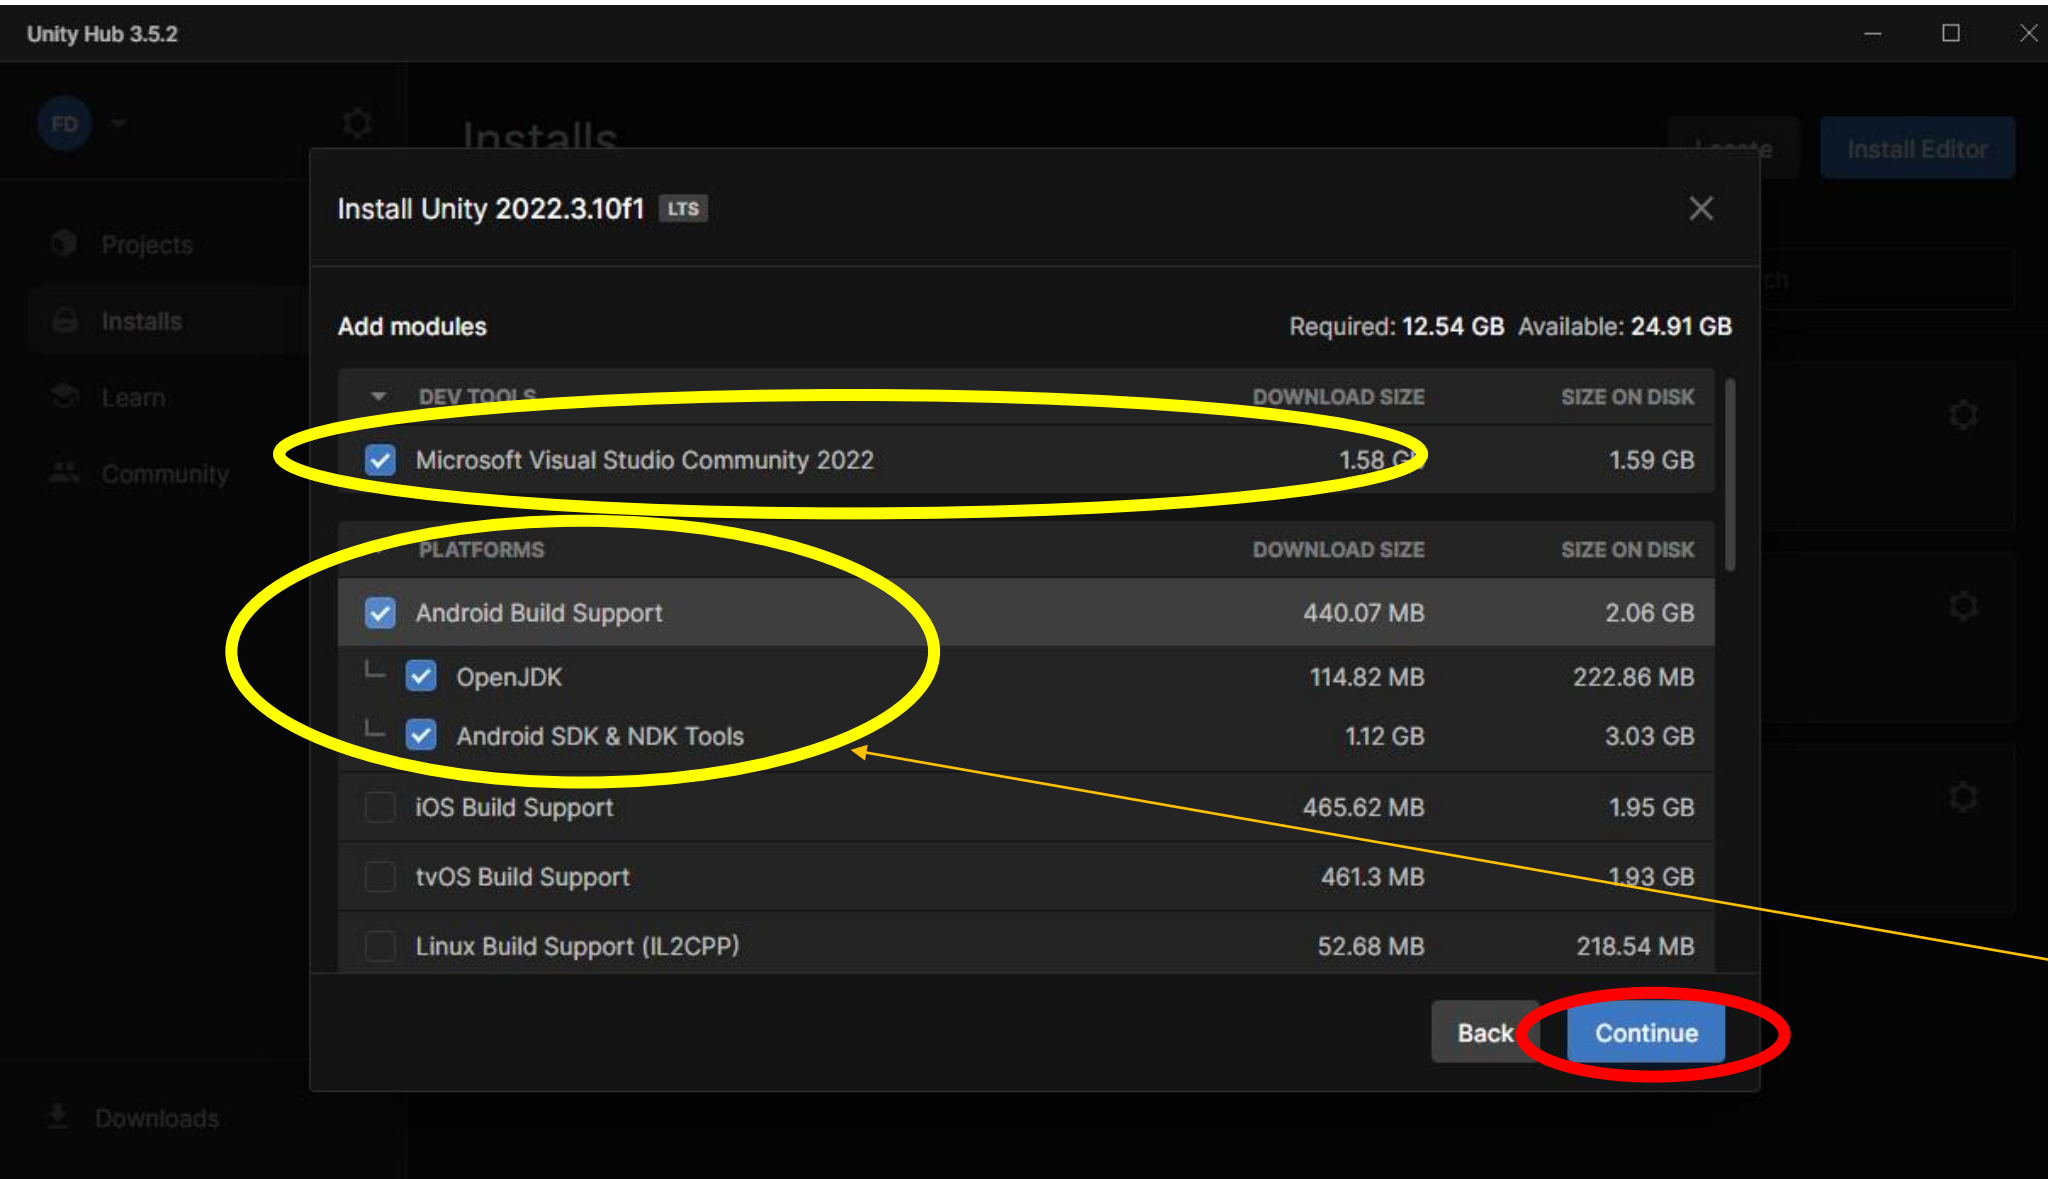 Unity Hub 3.5.2
FD
Installs
Locate
Install Editor
Projects
Installs
Learn
Community
Downloads
Install Unity 2022.3.10f1 LTS
Add modules
Required: 12.54 GB Available: 24.91 GB
DEV TOOLS DOWNLOAD SIZE SIZE ON DISK
Microsoft Visual Studio Community 2022 1.58 GB 1.59 GB
PLATFORMS DOWNLOAD SIZE SIZE ON DISK
Android Build Support 440.07 MB 2.06 GB
OpenJDK 114.82 MB 222.86 MB
Android SDK & NDK Tools 1.12 GB 3.03 GB
iOS Build Support 465.62 MB 1.95 GB
tvOS Build Support 461.3 MB 1.93 GB
Linux Build Support (IL2CPP) 52.68 MB 218.54 MB
Back
Continue